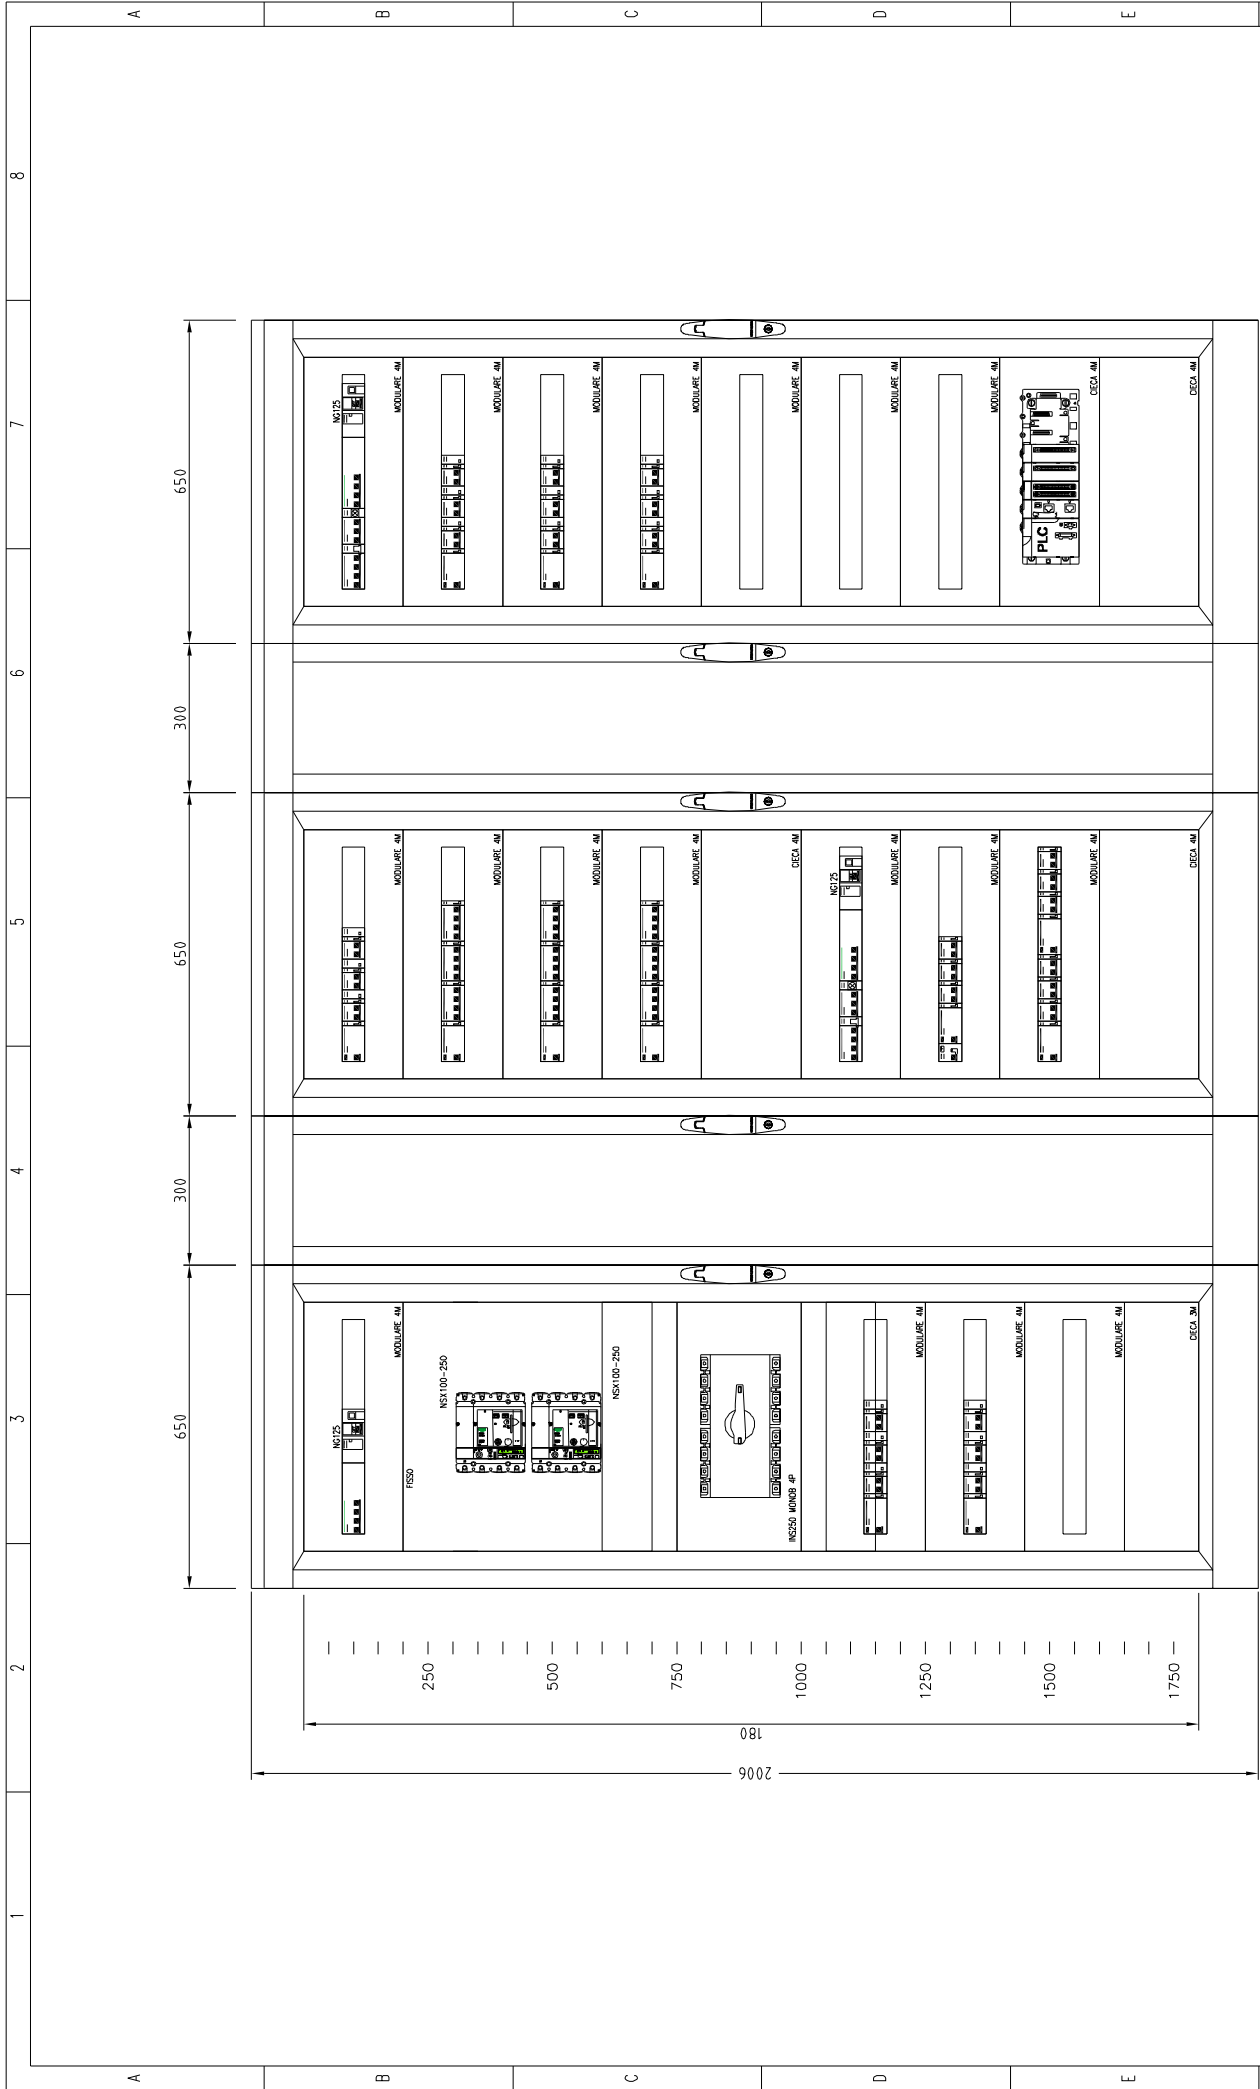 1 2 3 4 5 6 7 8
A
B
C
D
E
A
B
C
D
E
650 300 650 300 650
2006
180
250
500
750
1000
1250
1500
1750
NG125
MODULARE 4M
FISSO
NSX100-250
NSX100-250
INS250 MONOB 4P
MODULARE 4M
MODULARE 4M
CIECA 3M
MODULARE 4M
MODULARE 4M
MODULARE 4M
MODULARE 4M
CIECA 4M
NG125
MODULARE 4M
MODULARE 4M
MODULARE 4M
CIECA 4M
NG125
MODULARE 4M
MODULARE 4M
MODULARE 4M
MODULARE 4M
MODULARE 4M
MODULARE 4M
MODULARE 4M
PLC
CIECA 4M
CIECA 4M